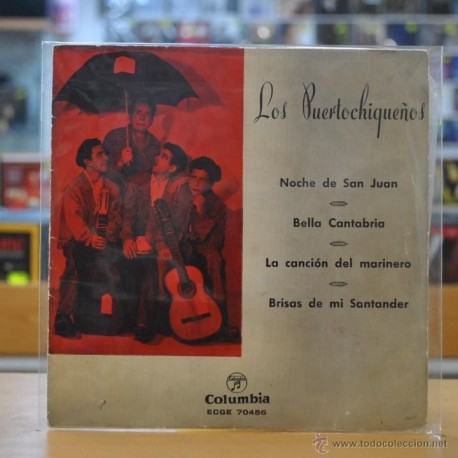 Los Puertochiqueños
Noche de San Juan
Bella Cantabria
La canción del marinero
Brisas de mi Santander
Columbia
ECGE 70486
www.todocoleccion.net